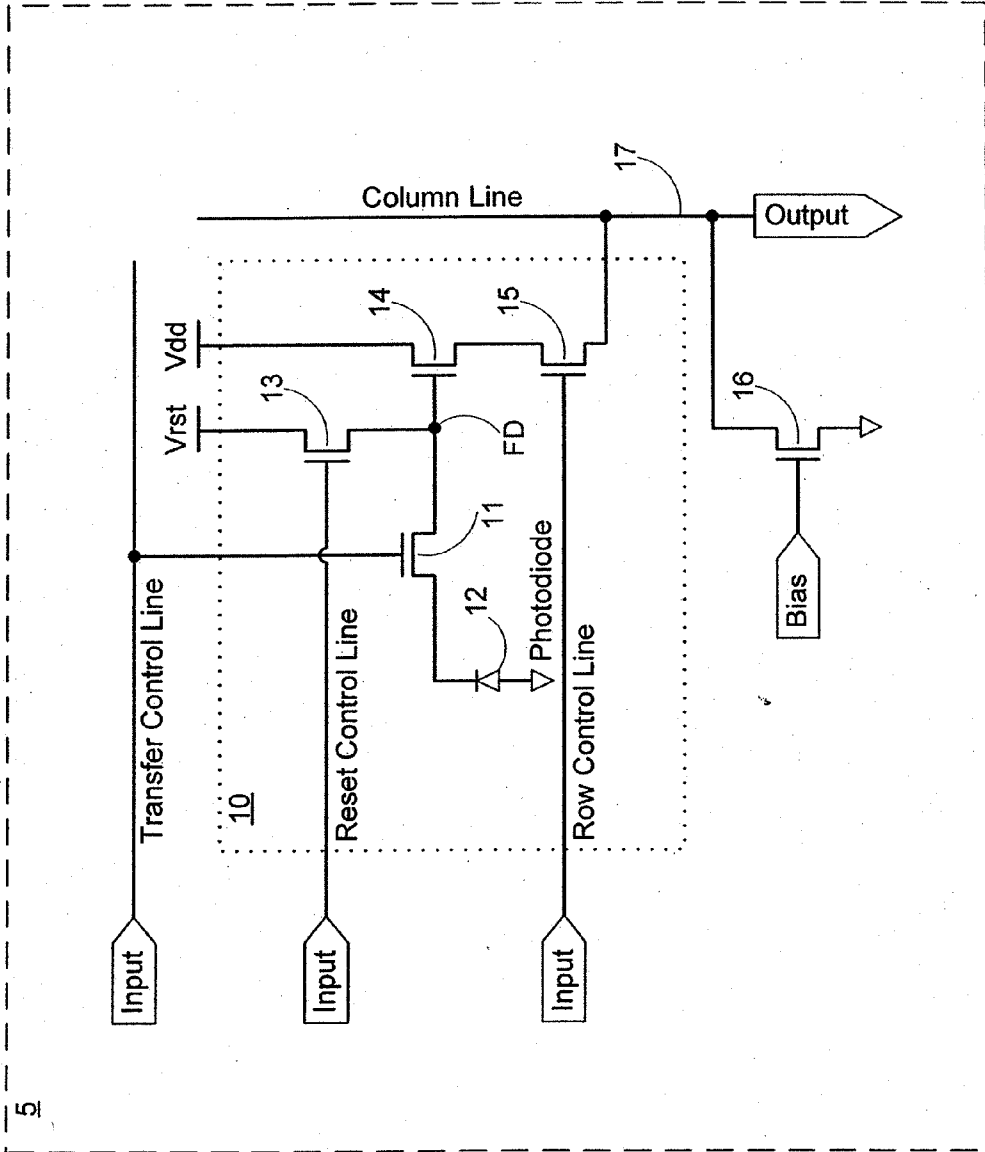 5
Input
Transfer Control Line
Vrst
Vdd
Column Line
10
Input
Reset Control Line
13
14
11
FD
12
Photodiode
15
17
Input
Row Control Line
Output
Bias
16